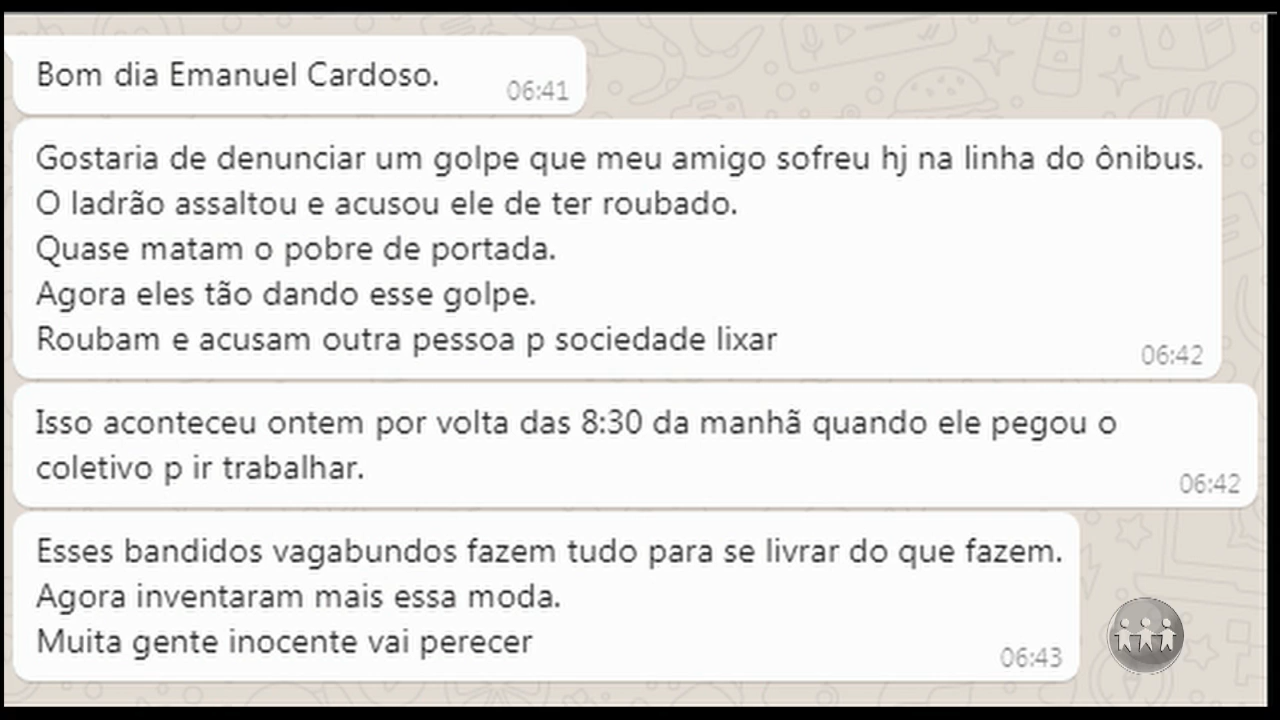 Bom dia Emanuel Cardoso.
06:41
Gostaria de denunciar um golpe que meu amigo sofreu hj na linha do ônibus.
O ladrão assaltou e acusou ele de ter roubado.
Quase matam o pobre de portada.
Agora eles tão dando esse golpe.
Roubam e acusam outra pessoa p sociedade lixar
06:42
Isso aconteceu ontem por volta das 8:30 da manhã quando ele pegou o
coletivo p ir trabalhar.
06:42
Esses bandidos vagabundos fazem tudo para se livrar do que fazem.
Agora inventaram mais essa moda.
Muita gente inocente vai perecer
06:43